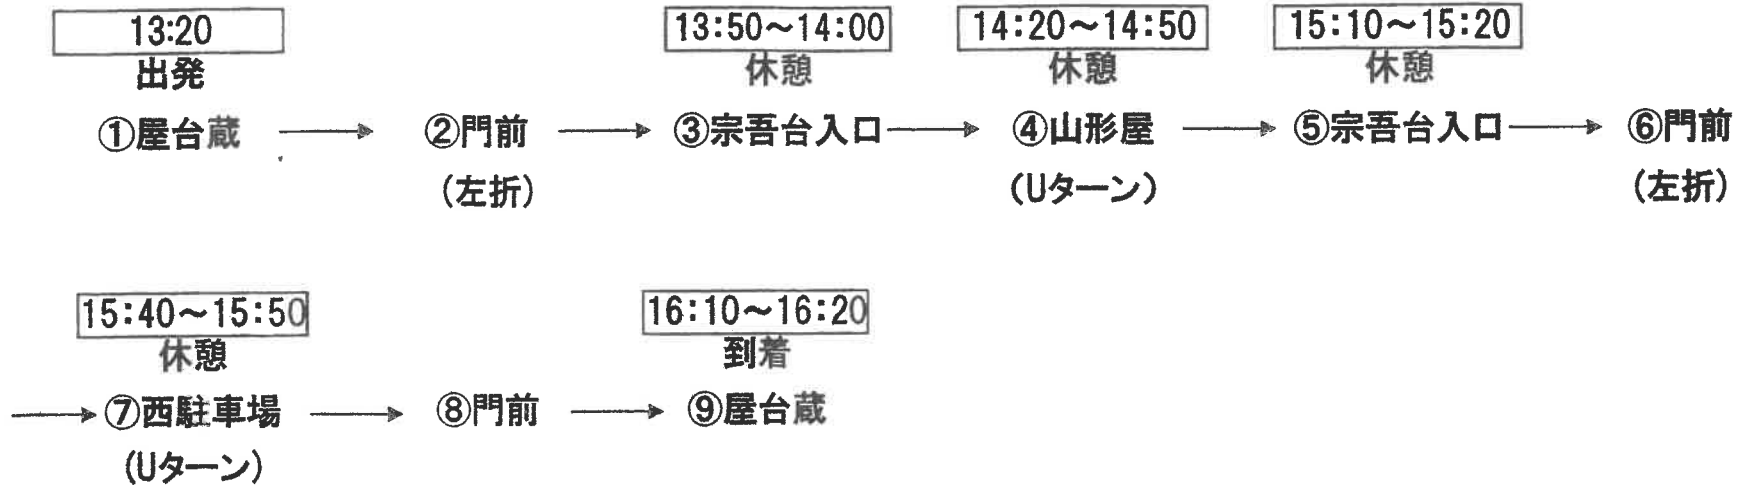 13:20 13:50～14:00 14:20～14:50 15:10～15:20
出発 休憩 休憩 休憩
①屋台蔵 → ②門前 → ③宗吾台入口 → ④山形屋 → ⑤宗吾台入口 → ⑥門前
(左折) (Uターン) (左折)
15:40～15:50 16:10～16:20
休憩 到着
→ ⑦西駐車場 → ⑧門前 → ⑨屋台蔵
(Uターン)